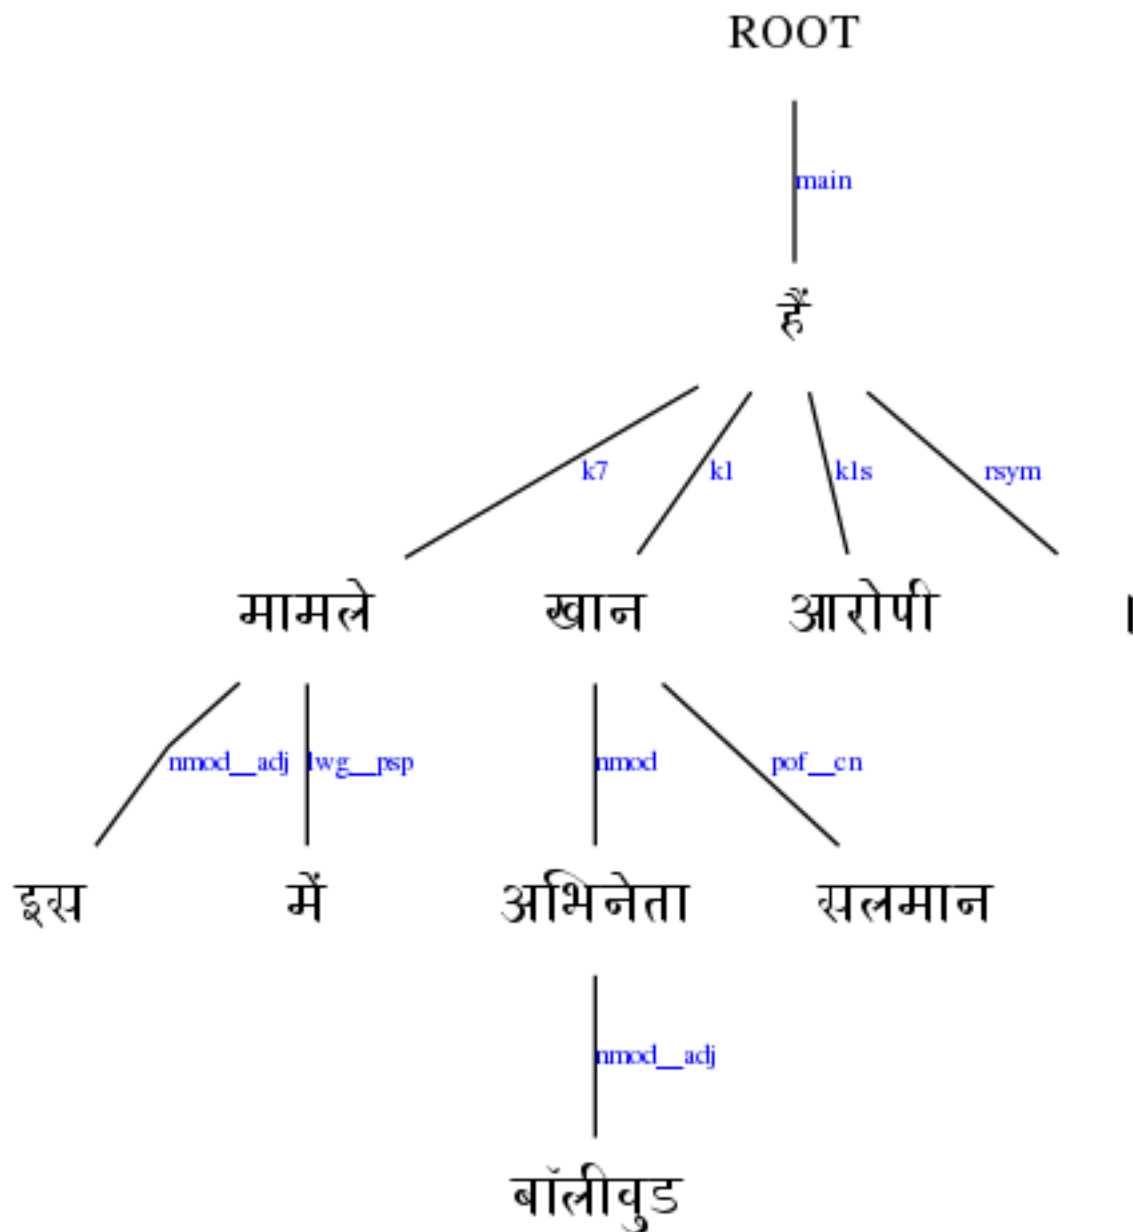 ROOT
main
हैं
k7 k1 k1s rsym
मामले खान आरोपी ।
nmod__adj lwg__psp nmod pof__cn
इस में अभिनेता सलमान
nmod__adj
बॉलीवुड